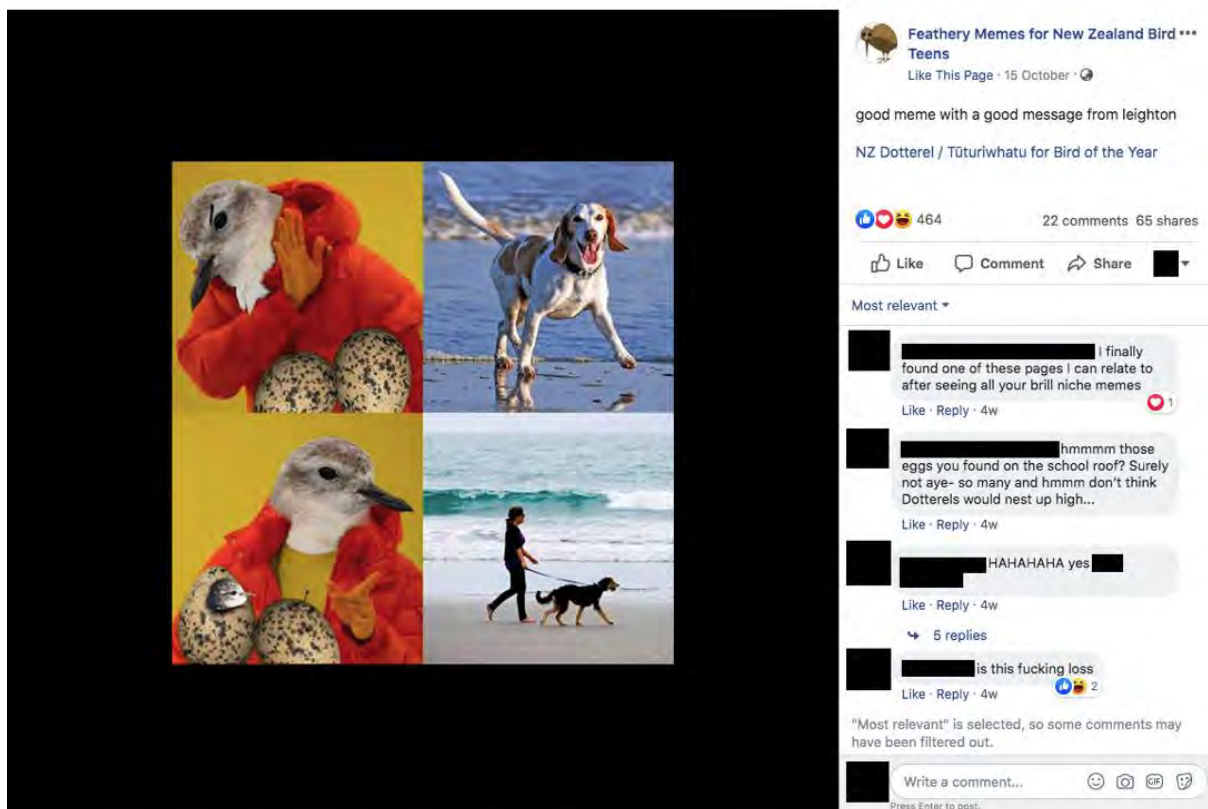 Feathery Memes for New Zealand Bird •••
Teens
Like This Page · 15 October ·
good meme with a good message from leighton
NZ Dotterel / Tūturiwhatu for Bird of the Year
464
22 comments 65 shares
Like Comment Share
Most relevant
I finally
found one of these pages I can relate to
after seeing all your brill niche memes
1
Like · Reply · 4w
hmmmm those
eggs you found on the school roof? Surely
not aye- so many and hmmm don't think
Dotterels would nest up high...
Like · Reply · 4w
HAHAHAHA yes
Like · Reply · 4w
5 replies
is this fucking loss
2
Like · Reply · 4w
"Most relevant" is selected, so some comments may
have been filtered out.
Write a comment...
GIF
Press Enter to post.